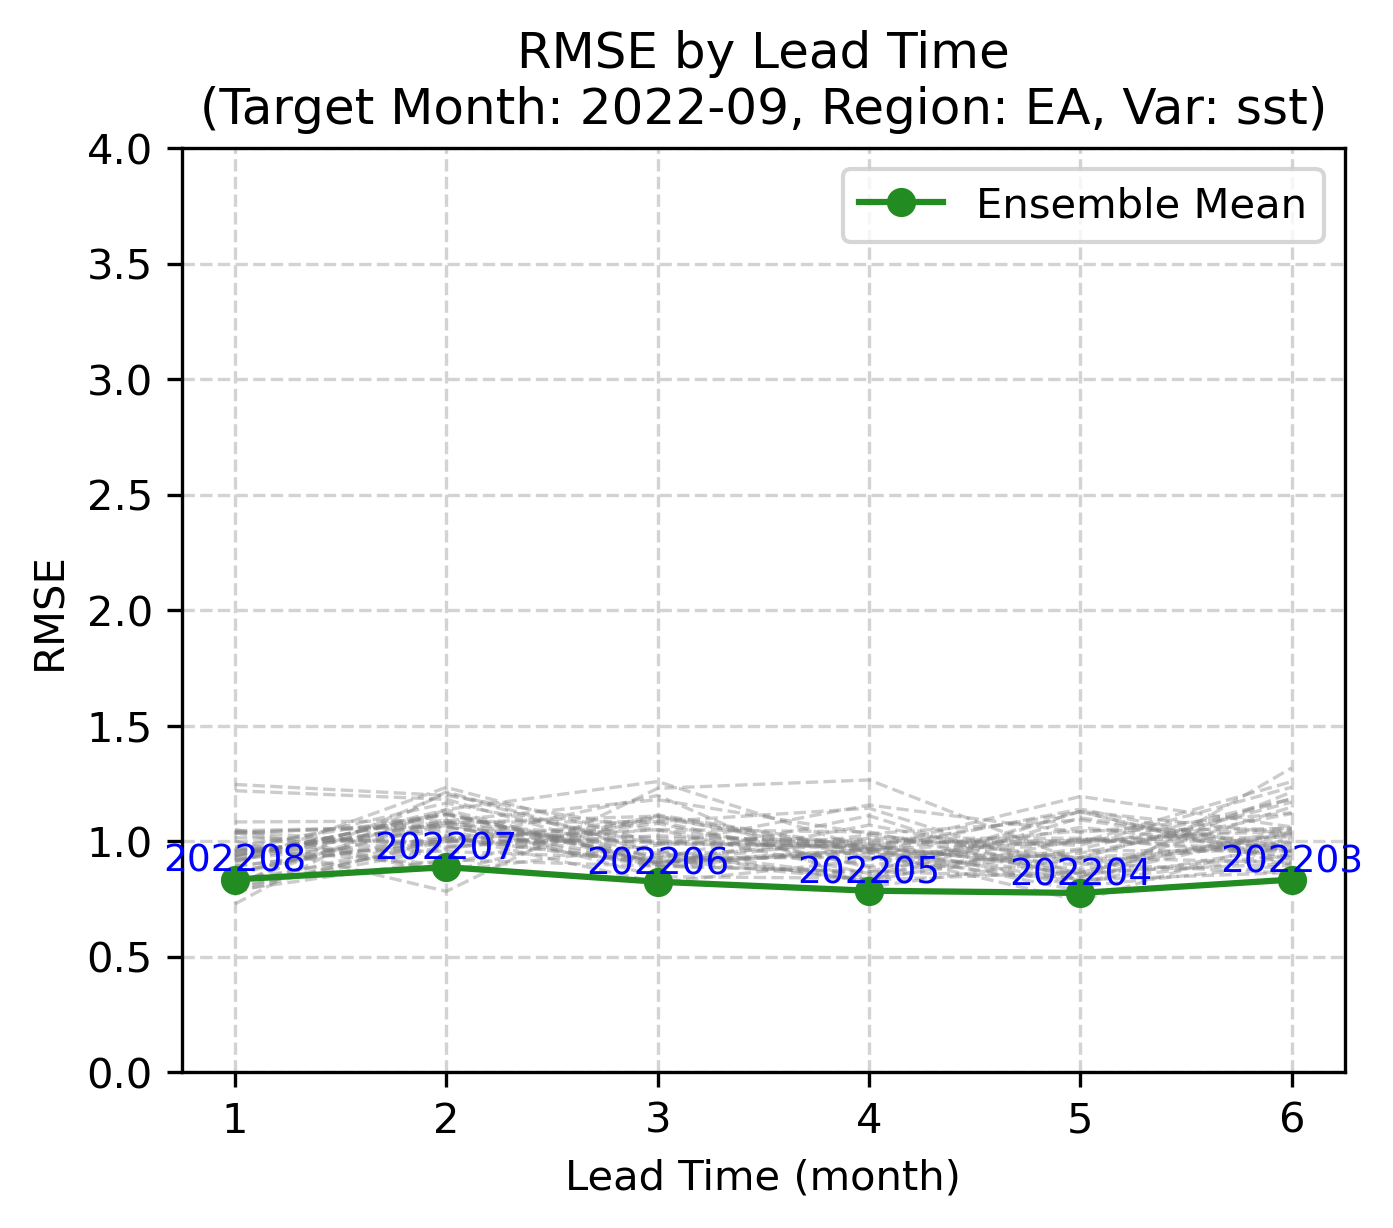 RMSE by Lead Time
(Target Month: 2022-09, Region: EA, Var: sst)
Ensemble Mean
RMSE
4.0
3.5
3.0
2.5
2.0
1.5
1.0
0.5
0.0
202208
202207
202206
202205
202204
202203
1 2 3 4 5 6
Lead Time (month)